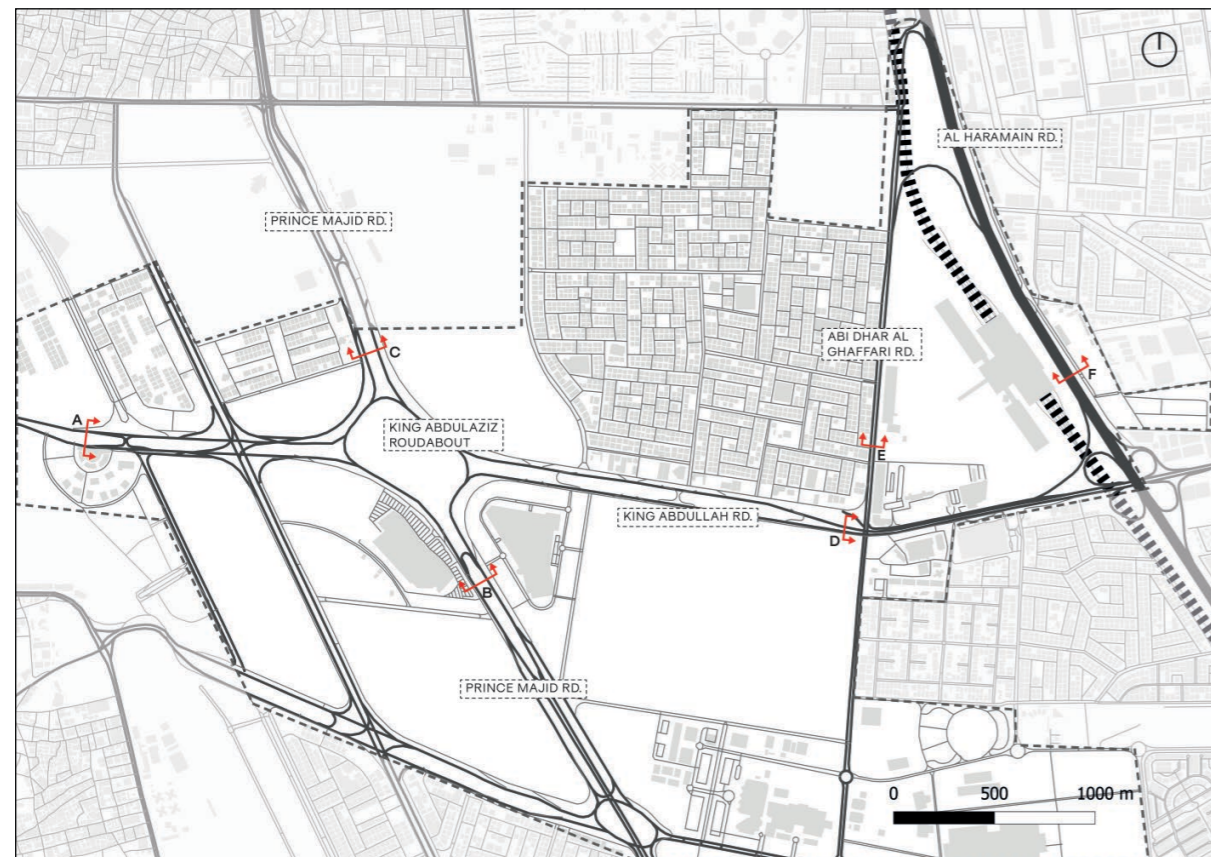 AL HARAMAIN RD.
PRINCE MAJID RD.
ABI DHAR AL
GHAFFARI RD.
C
F
A
KING ABDULAZIZ
ROUDABOUT
E
KING ABDULLAH RD.
D
B
PRINCE MAJID RD.
0 500 1000 m